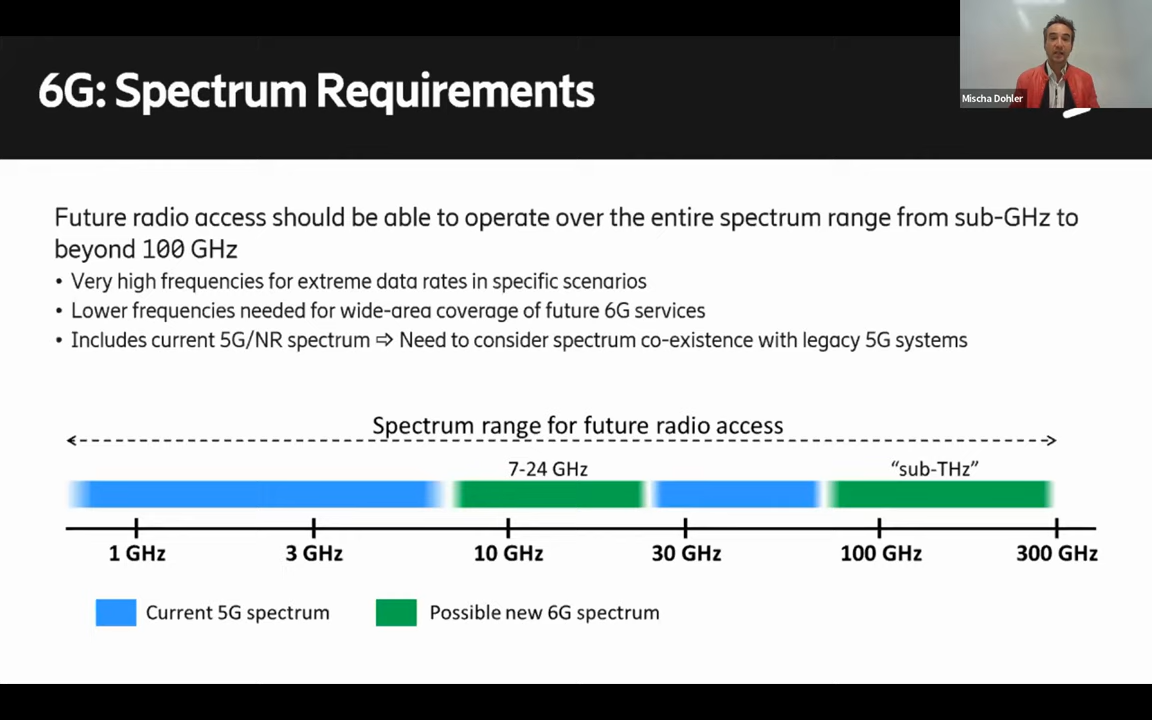 6G: Spectrum Requirements
Mischa Dohler
Future radio access should be able to operate over the entire spectrum range from sub-GHz to
beyond 100 GHz
• Very high frequencies for extreme data rates in specific scenarios
• Lower frequencies needed for wide-area coverage of future 6G services
• Includes current 5G/NR spectrum ⇨ Need to consider spectrum co-existence with legacy 5G systems
Spectrum range for future radio access
7-24 GHz “sub-THz”
1 GHz 3 GHz 10 GHz 30 GHz 100 GHz 300 GHz
Current 5G spectrum Possible new 6G spectrum